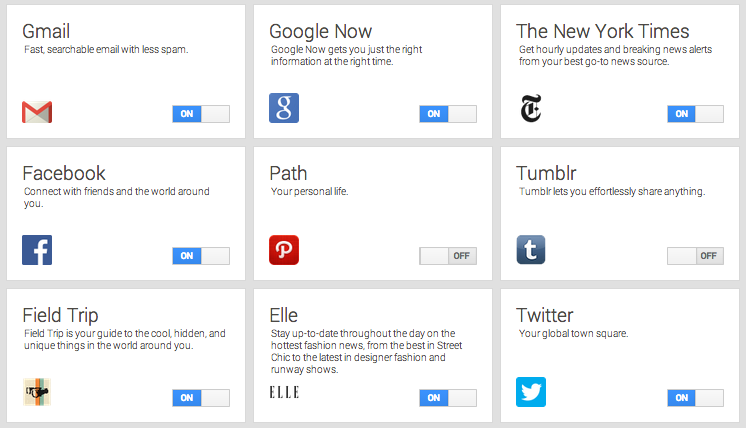 Gmail
Fast, searchable email with less spam.
ON
Google Now
Google Now gets you just the right
information at the right time.
g
ON
The New York Times
Get hourly updates and breaking news alerts
from your best go-to news source.
T
ON
Facebook
Connect with friends and the world around
you.
f
ON
Path
Your personal life.
P
OFF
Tumblr
Tumblr lets you effortlessly share anything.
t
OFF
Field Trip
Field Trip is your guide to the cool, hidden, and
unique things in the world around you.
ON
Elle
Stay up-to-date throughout the day on the
hottest fashion news, from the best in Street
Chic to the latest in designer fashion and
runway shows.
ELLE
ON
Twitter
Your global town square.
ON